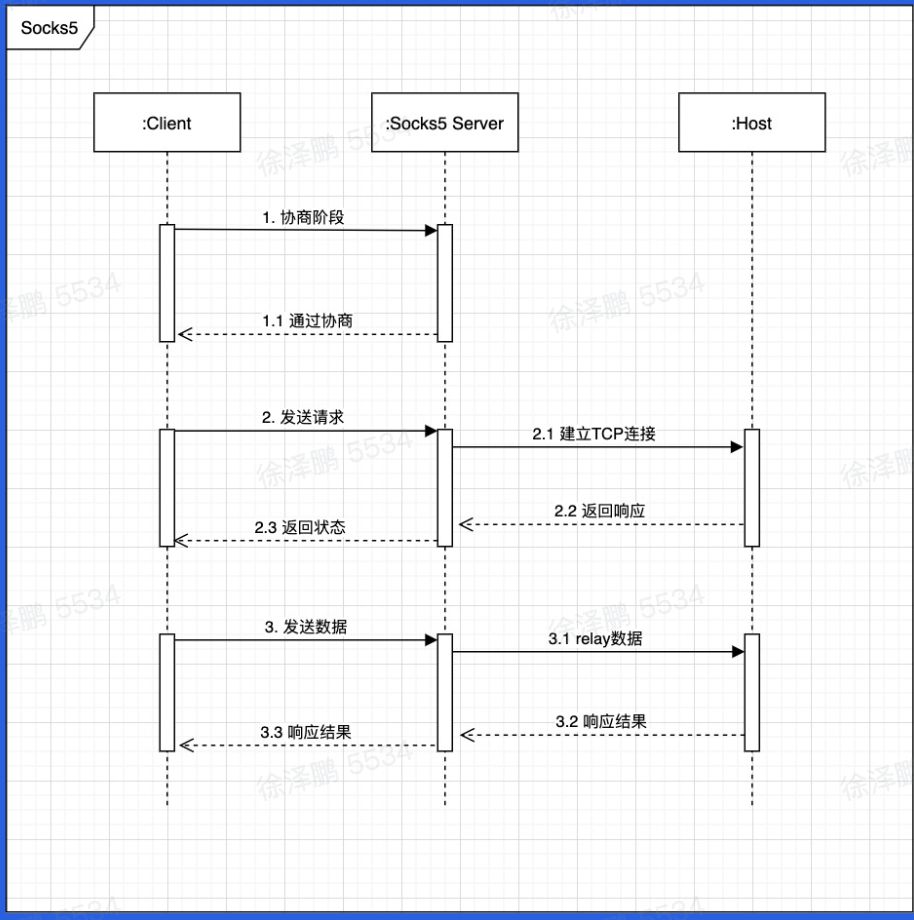 Socks5
:Client
:Socks5 Server
:Host
1. 协商阶段
1.1 通过协商
2. 发送请求
2.1 建立TCP连接
2.2 返回响应
2.3 返回状态
3. 发送数据
3.1 relay数据
3.2 响应结果
3.3 响应结果
徐泽鹏 5534